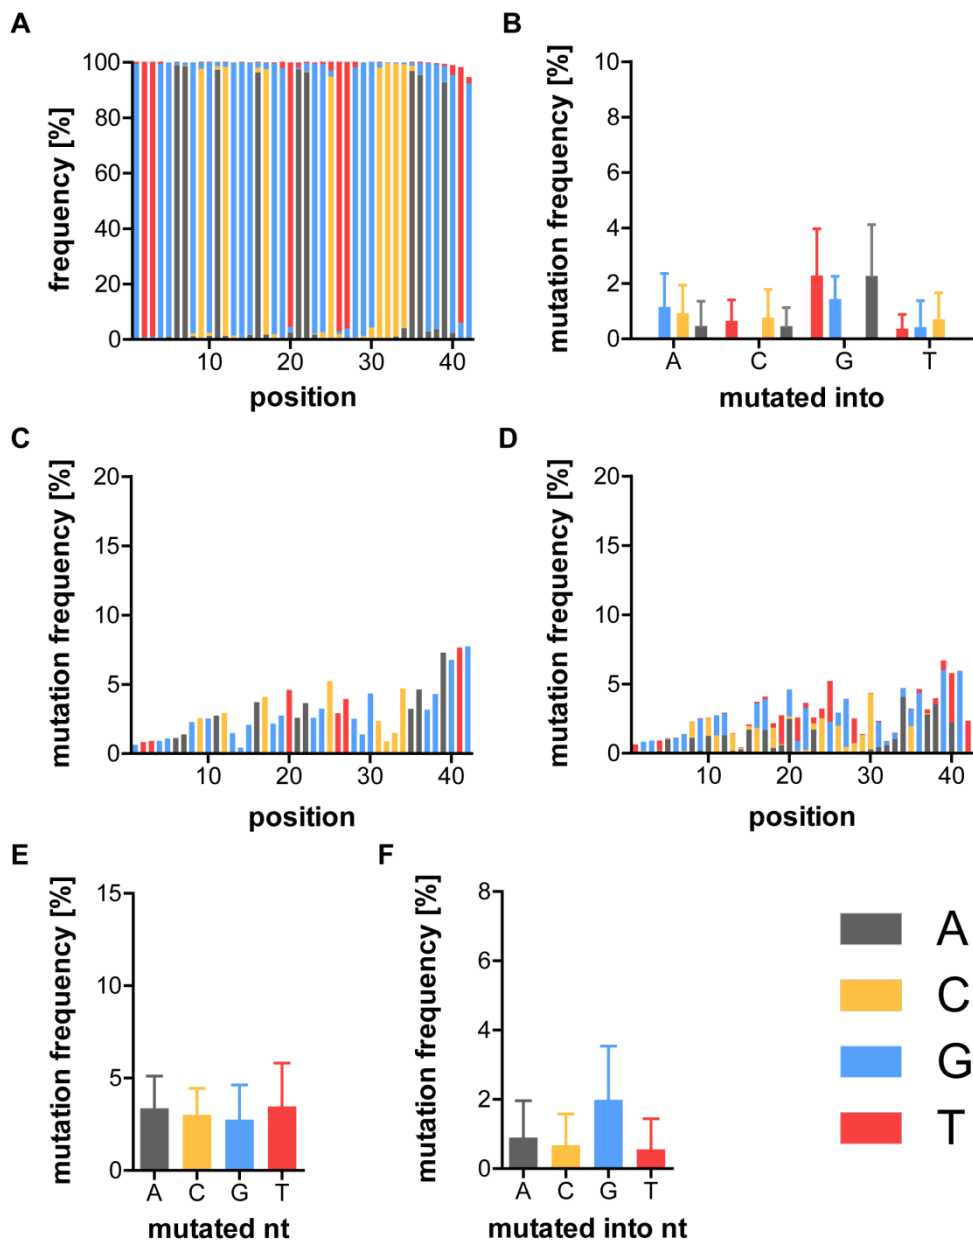 A
frequency [%]
100
80
60
40
20
0
10
20
30
40
position
B
mutation frequency [%]
10
8
6
4
2
0
A
C
G
T
mutated into
C
mutation frequency [%]
20
15
10
5
0
10
20
30
40
position
D
mutation frequency [%]
20
15
10
5
0
10
20
30
40
position
E
mutation frequency [%]
15
10
5
0
A
C
G
T
mutated nt
F
mutation frequency [%]
8
6
4
2
0
A
C
G
T
mutated into nt
A
C
G
T